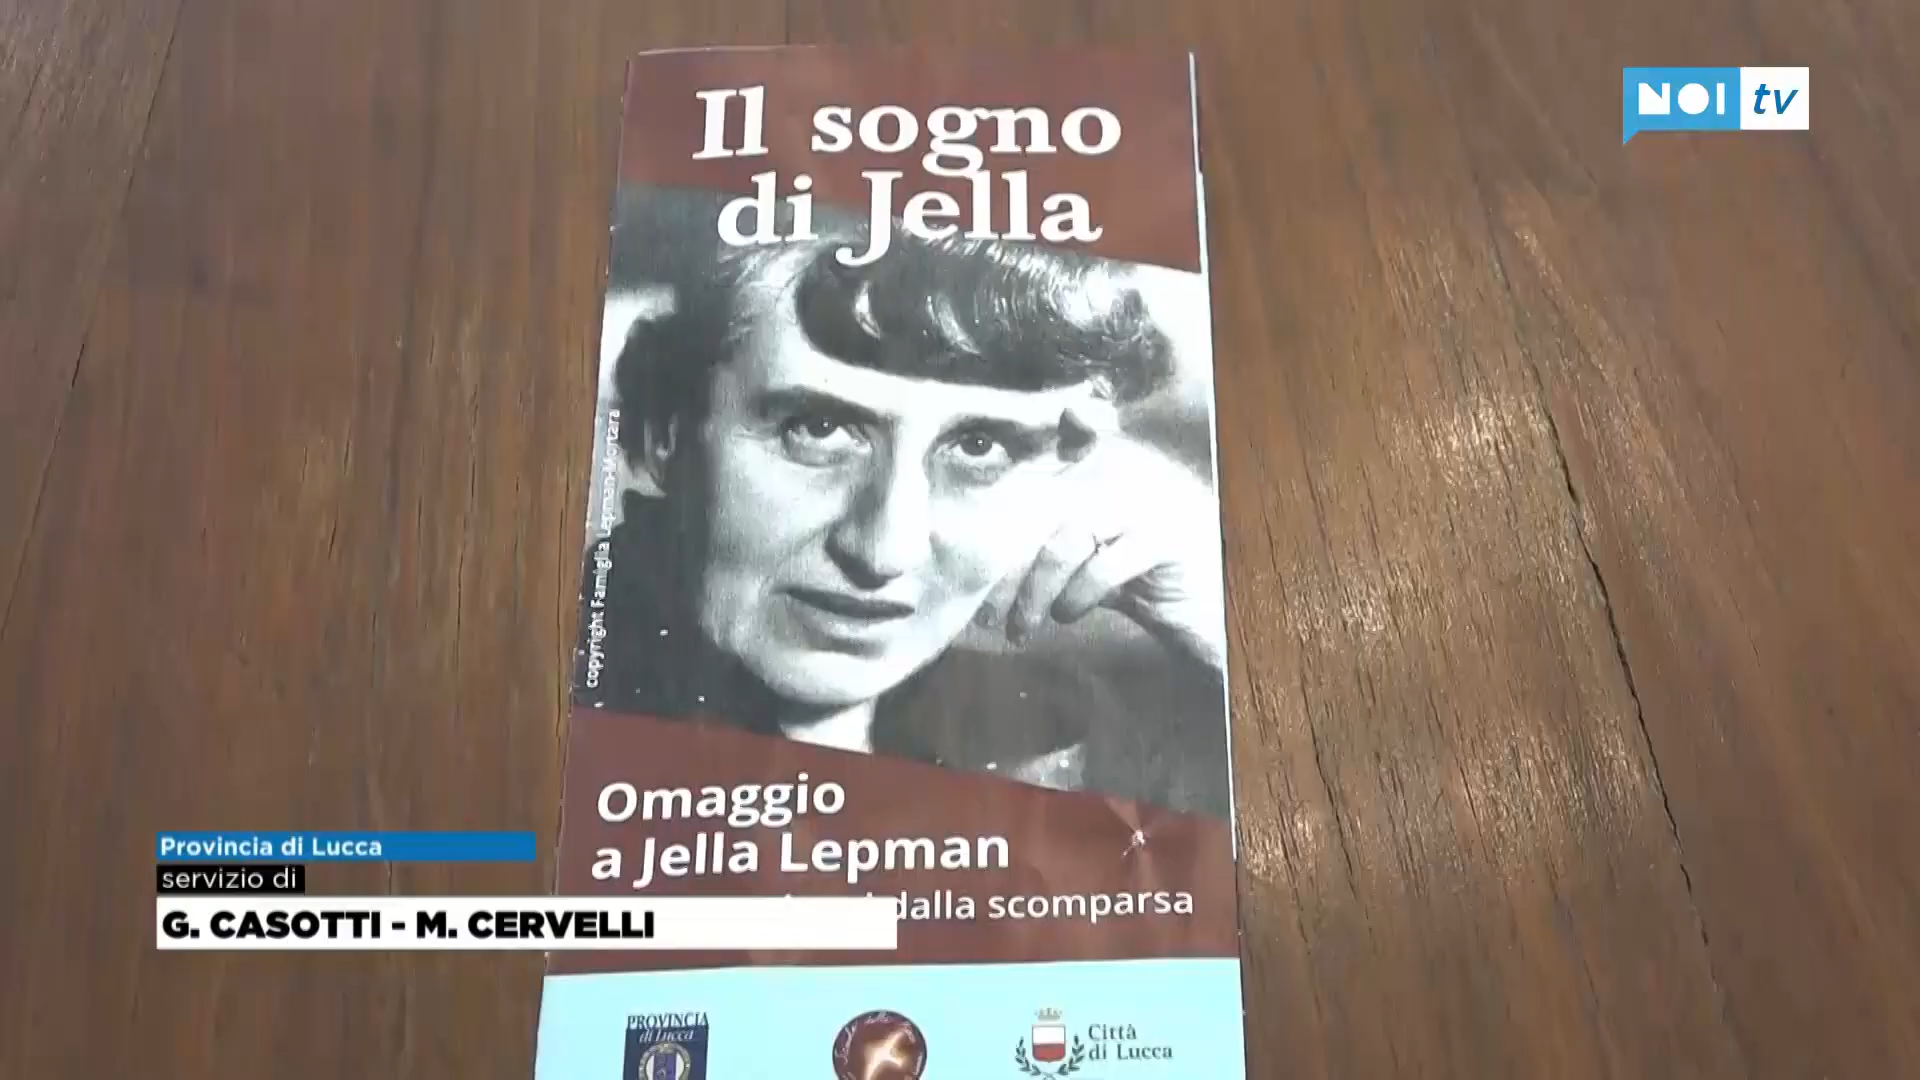 NOI tv
Il sogno
di Jella
copyright Famiglia Lepman-Mortara
Omaggio
a Jella Lepman
dalla scomparsa
Provincia di Lucca
servizio di
G. CASOTTI - M. CERVELLI
PROVINCIA
di Lucca
Città
di Lucca